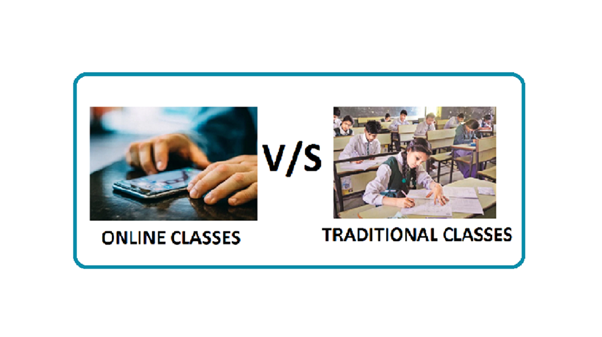 V/S
ONLINE CLASSES
TRADITIONAL CLASSES